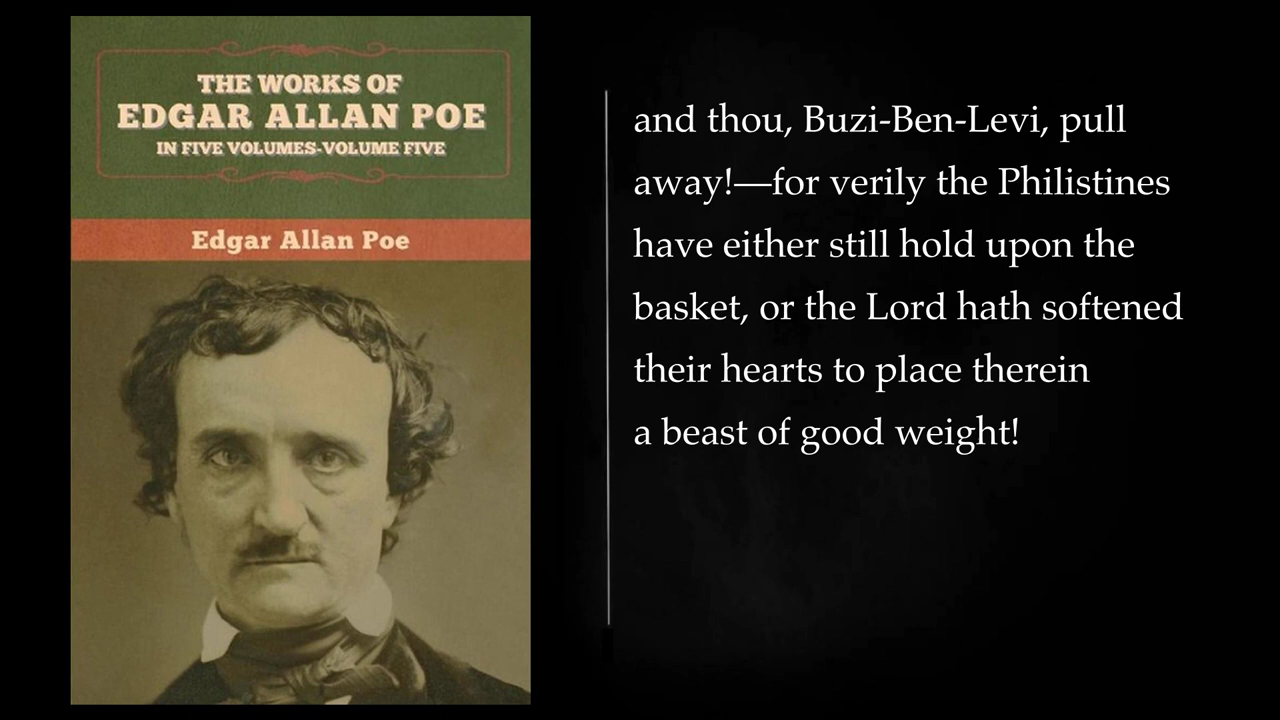 THE WORKS OF
EDGAR ALLAN POE
IN FIVE VOLUMES-VOLUME FIVE
Edgar Allan Poe
and thou, Buzi-Ben-Levi, pull
away!—for verily the Philistines
have either still hold upon the
basket, or the Lord hath softened
their hearts to place therein
a beast of good weight!